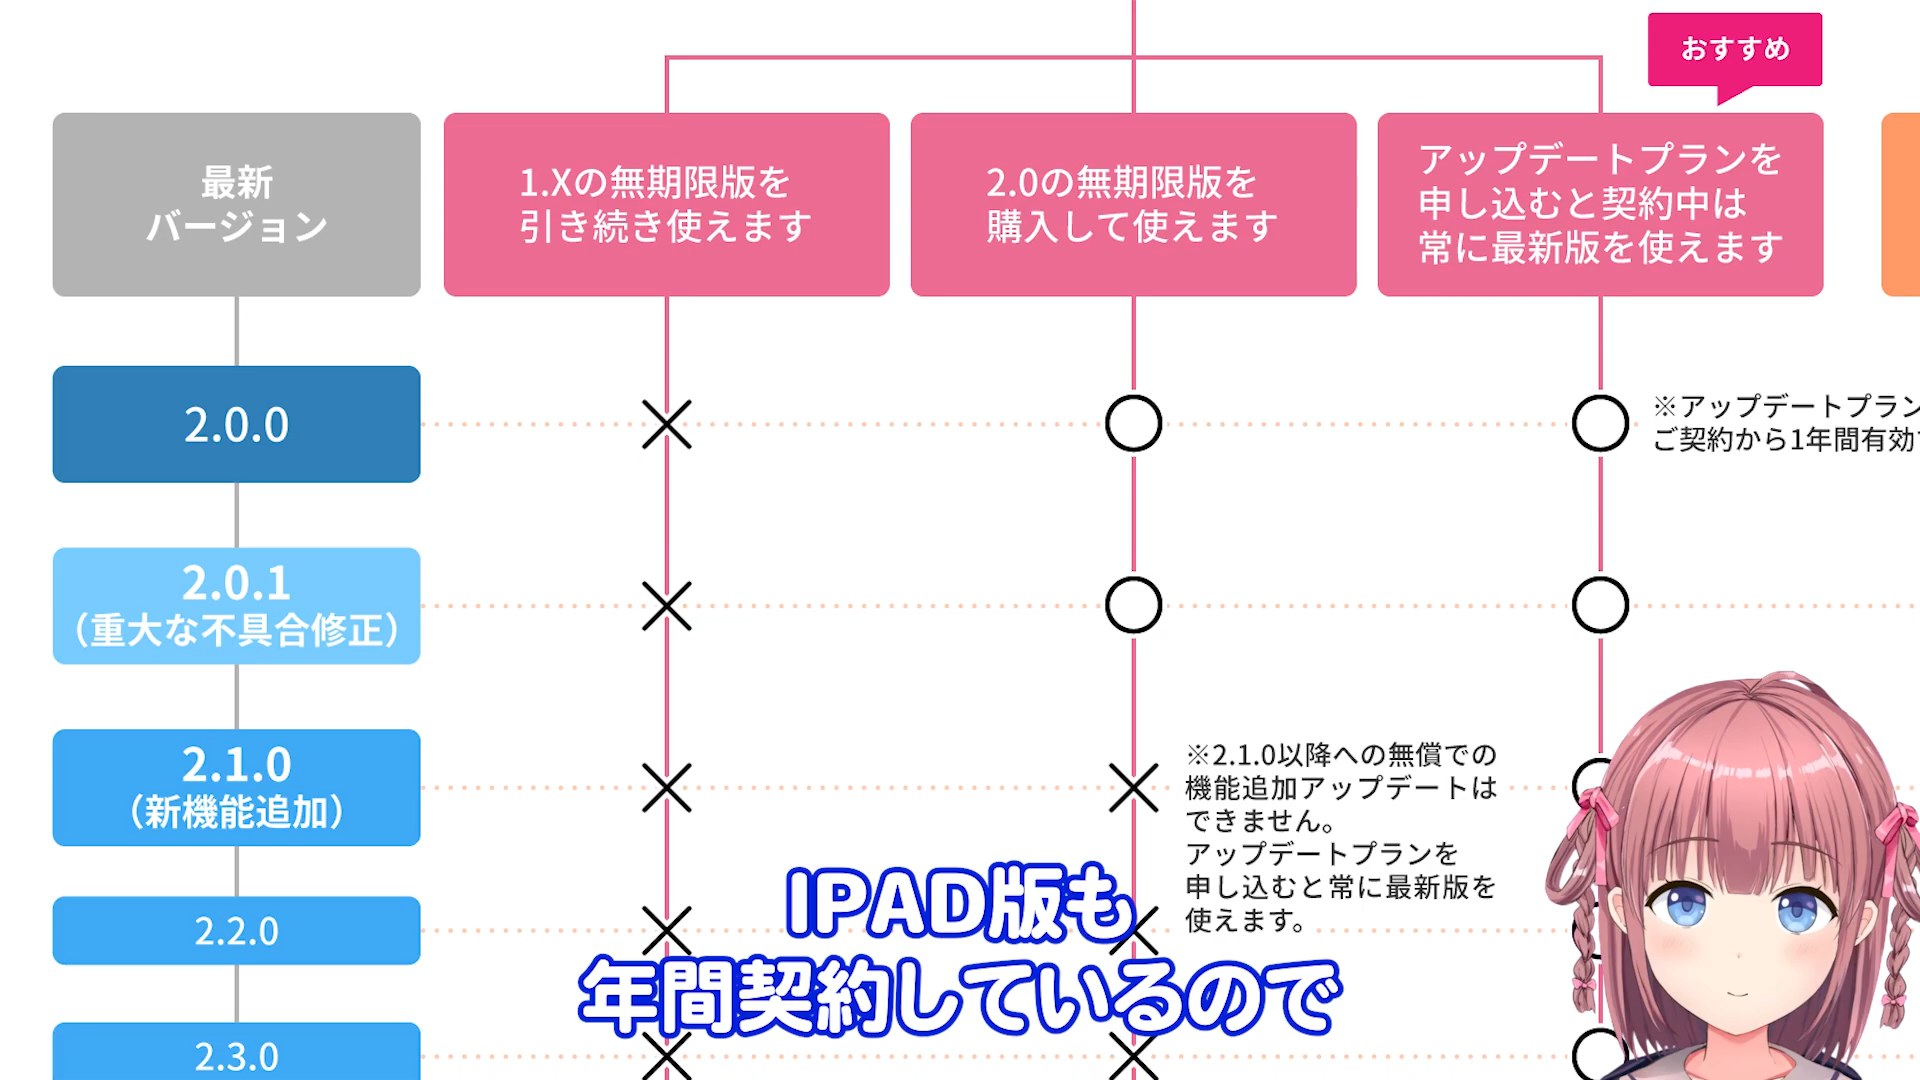 おすすめ
最新
バージョン
1.Xの無期限版を
引き続き使えます
2.0の無期限版を
購入して使えます
アップデートプランを
申し込むと契約中は
常に最新版を使えます
2.0.0
※アップデートプラン
ご契約から1年間有効
2.0.1
（重大な不具合修正）
2.1.0
（新機能追加）
※2.1.0以降への無償での
機能追加アップデートは
できません。
アップデートプランを
申し込むと常に最新版を
使えます。
2.2.0
2.3.0
IPAD版も
年間契約しているので